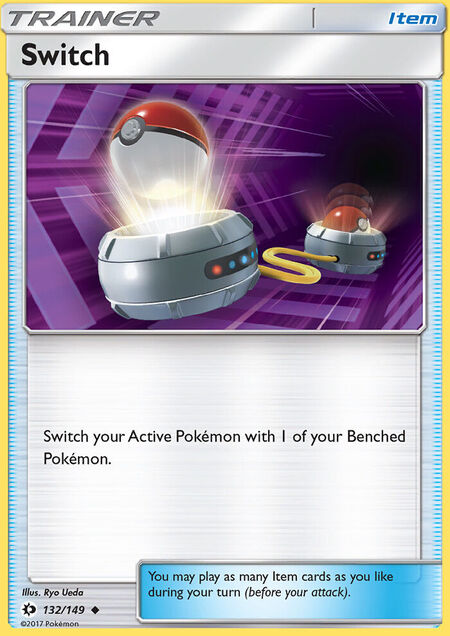 TRAINER
Item
Switch
Switch your Active Pokémon with 1 of your Benched
Pokémon.
You may play as many Item cards as you like
during your turn (before your attack).
Illus. Ryo Ueda
132/149
©2017 Pokémon